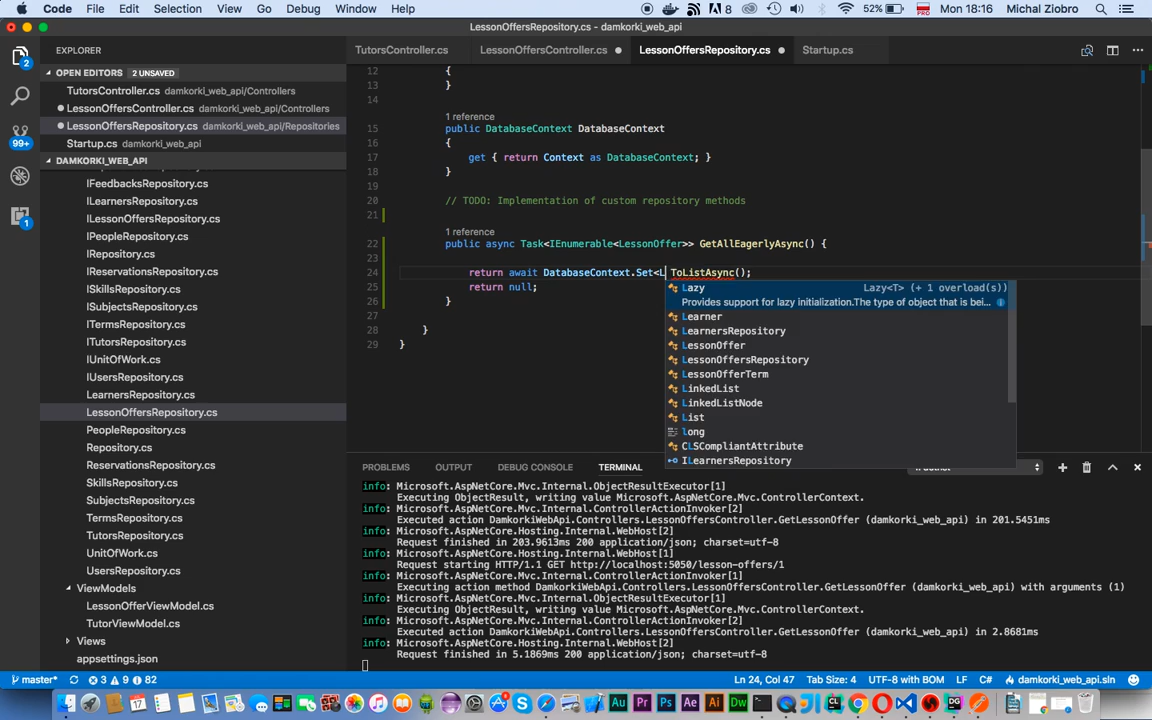 Code File Edit Selection View Go Debug Window Help
8 52% Mon 18:16 Michal Ziobro
LessonOffersRepository.cs — damkorki_web_api
EXPLORER
TutorsController.cs LessonOffersController.cs LessonOffersRepository.cs Startup.cs
OPEN EDITORS 2 UNSAVED
TutorsController.cs damkorki_web_api/Controllers
LessonOffersController.cs damkorki_web_api/Controllers
LessonOffersRepository.cs damkorki_web_api/Repositories
Startup.cs damkorki_web_api
DAMKORKI_WEB_API
IFeedbacksRepository.cs
ILearnersRepository.cs
ILessonOffersRepository.cs
IPeopleRepository.cs
IRepository.cs
IReservationsRepository.cs
ISkillsRepository.cs
ISubjectsRepository.cs
ITermsRepository.cs
ITutorsRepository.cs
IUnitOfWork.cs
IUsersRepository.cs
LearnersRepository.cs
LessonOffersRepository.cs
PeopleRepository.cs
Repository.cs
ReservationsRepository.cs
SkillsRepository.cs
SubjectsRepository.cs
TermsRepository.cs
TutorsRepository.cs
UnitOfWork.cs
UsersRepository.cs
ViewModels
LessonOfferViewModel.cs
TutorViewModel.cs
Views
appsettings.json
2
99+
1
12 {
13 }
14
1 reference
15 public DatabaseContext DatabaseContext
16 {
17 get { return Context as DatabaseContext; }
18 }
19
20 // TODO: Implementation of custom repository methods
21
1 reference
22 public async Task<IEnumerable<LessonOffer>> GetAllEagerlyAsync() {
23
24 return await DatabaseContext.Set<L ToListAsync();
25 return null;
26 }
27
28 }
29 }
Lazy Lazy<T> (+ 1 overload(s))
Provides support for lazy initialization.The type of object that is bei...
Learner
LearnersRepository
LessonOffer
LessonOffersRepository
LessonOfferTerm
LinkedList
LinkedListNode
List
long
CLSCompliantAttribute
ILearnersRepository
PROBLEMS OUTPUT DEBUG CONSOLE TERMINAL
info: Microsoft.AspNetCore.Mvc.Internal.ObjectResultExecutor[1]
Executing ObjectResult, writing value Microsoft.AspNetCore.Mvc.ControllerContext.
info: Microsoft.AspNetCore.Mvc.Internal.ControllerActionInvoker[2]
Executed action DamkorkiWebApi.Controllers.LessonOffersController.GetLessonOffer (damkorki_web_api) in 201.5451ms
info: Microsoft.AspNetCore.Hosting.Internal.WebHost[2]
Request finished in 203.9613ms 200 application/json; charset=utf-8
info: Microsoft.AspNetCore.Hosting.Internal.WebHost[1]
Request starting HTTP/1.1 GET http://localhost:5050/lesson-offers/1
info: Microsoft.AspNetCore.Mvc.Internal.ControllerActionInvoker[1]
Executing action method DamkorkiWebApi.Controllers.LessonOffersController.GetLessonOffer (damkorki_web_api) with arguments (1)
info: Microsoft.AspNetCore.Mvc.Internal.ObjectResultExecutor[1]
Executing ObjectResult, writing value Microsoft.AspNetCore.Mvc.ControllerContext.
info: Microsoft.AspNetCore.Mvc.Internal.ControllerActionInvoker[2]
Executed action DamkorkiWebApi.Controllers.LessonOffersController.GetLessonOffer (damkorki_web_api) in 2.8681ms
info: Microsoft.AspNetCore.Hosting.Internal.WebHost[2]
Request finished in 5.1869ms 200 application/json; charset=utf-8
master* 3 9 82 Ln 24, Col 47 Tab Size: 4 UTF-8 with BOM LF C# damkorki_web_api.sln
Au Pr Ps Ae Ai Dw CL DG